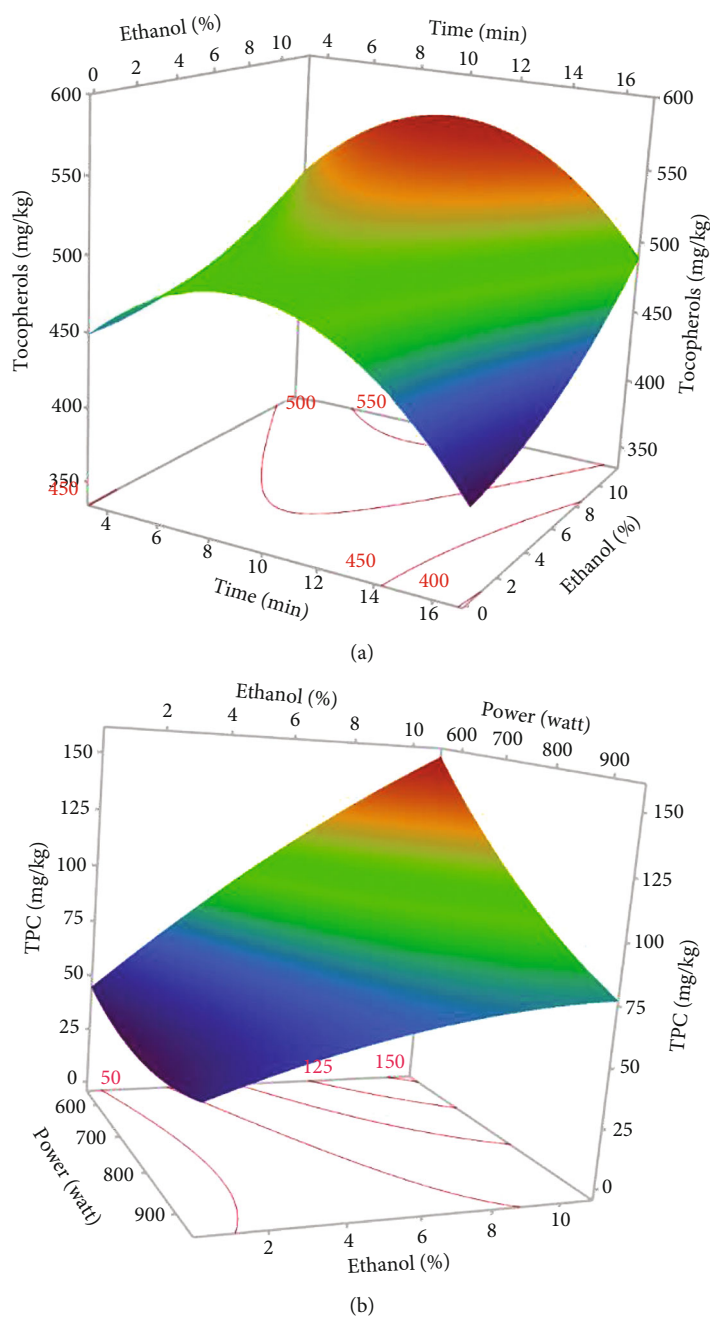 Ethanol (%)
0 2 4 6 8 10
Time (min)
4 6 8 10 12 14 16
Tocopherols (mg/kg)
600
550
500
450
400
350
600
550
500
450
400
350
Tocopherols (mg/kg)
500 550
450
450
400
4 6 8 10 12 14 16
Time (min)
0 2 4 6 8 10
Ethanol (%)
(a)
Ethanol (%)
2 4 6 8 10
Power (watt)
600 700 800 900
TPC (mg/kg)
150
125
100
75
50
25
0
150
125
100
75
50
25
0
TPC (mg/kg)
50 125 150
600
700
800
900
Power (watt)
2 4 6 8 10
Ethanol (%)
(b)